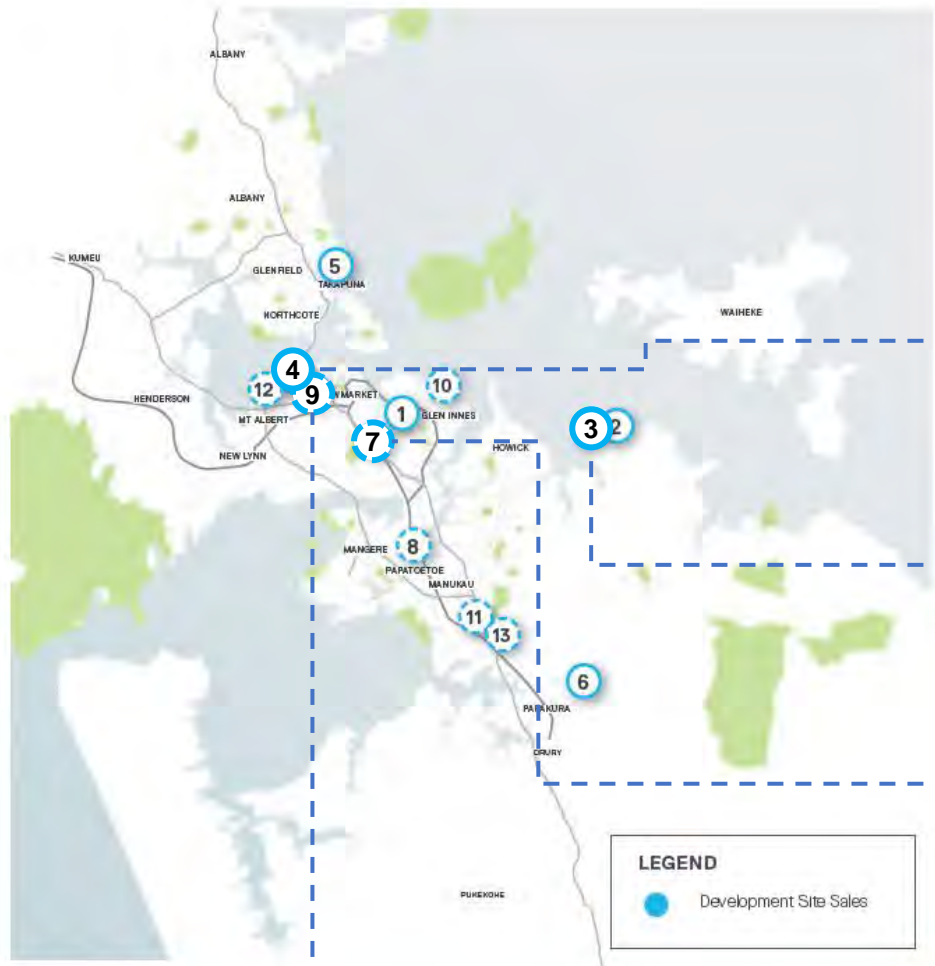 ALBANY
ALBANY
KUMEU
GLENFIELD
5
TAKAPUNA
WAIHEKE
NORTHCOTE
4
12
9
WMARKET
10
HENDERSON
1
GLEN INNES
MT ALBERT
3
2
7
HOWICK
NEW LYNN
8
MANGERE
PAPATOETOE
MANUKAU
11
13
6
PAPAKURA
DRURY
LEGEND
Development Site Sales
PUKEKOHE